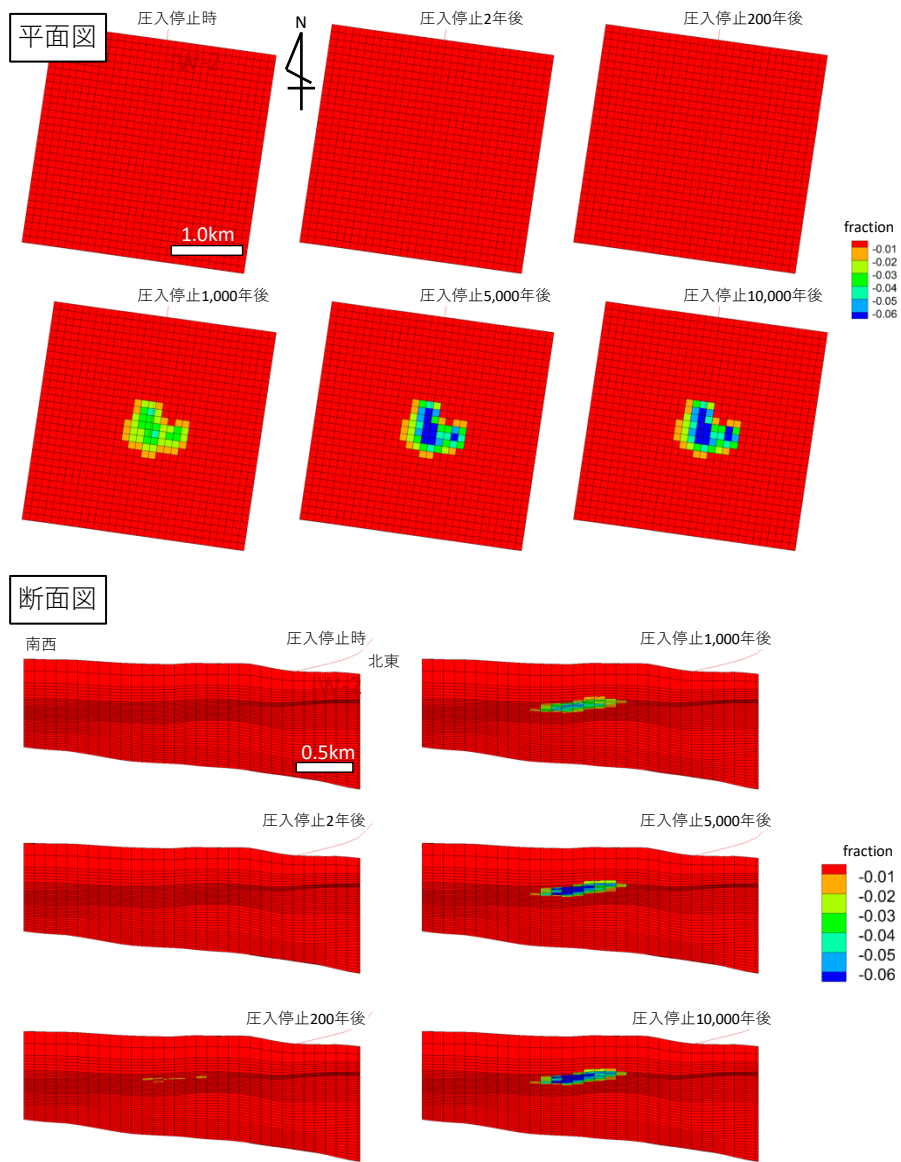 平面図
圧入停止時
N
圧入停止2年後
圧入停止200年後
1.0km
fraction
-0.01
-0.02
-0.03
-0.04
-0.05
-0.06
圧入停止1,000年後
圧入停止5,000年後
圧入停止10,000年後
断面図
南西
圧入停止時
北東
0.5km
圧入停止1,000年後
圧入停止2年後
圧入停止5,000年後
fraction
-0.01
-0.02
-0.03
-0.04
-0.05
-0.06
圧入停止200年後
圧入停止10,000年後